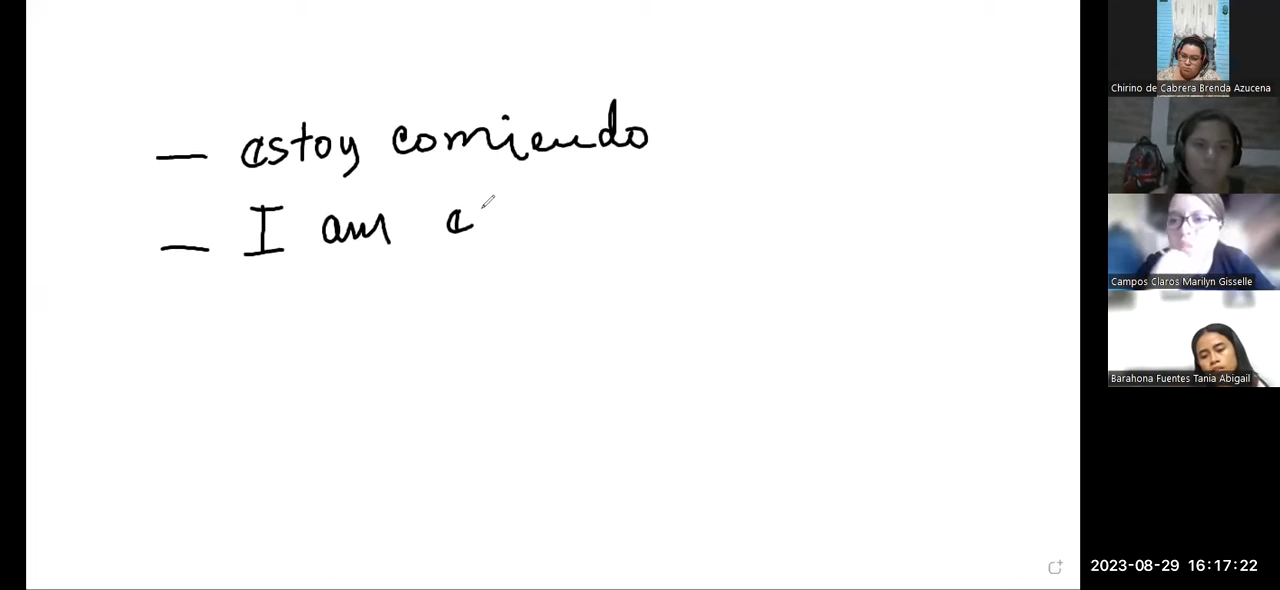 — estoy comiendo
— I am e
Chirino de Cabrera Brenda Azucena
Campos Claros Marilyn Gisselle
Barahona Fuentes Tania Abigail
2023-08-29 16:17:22